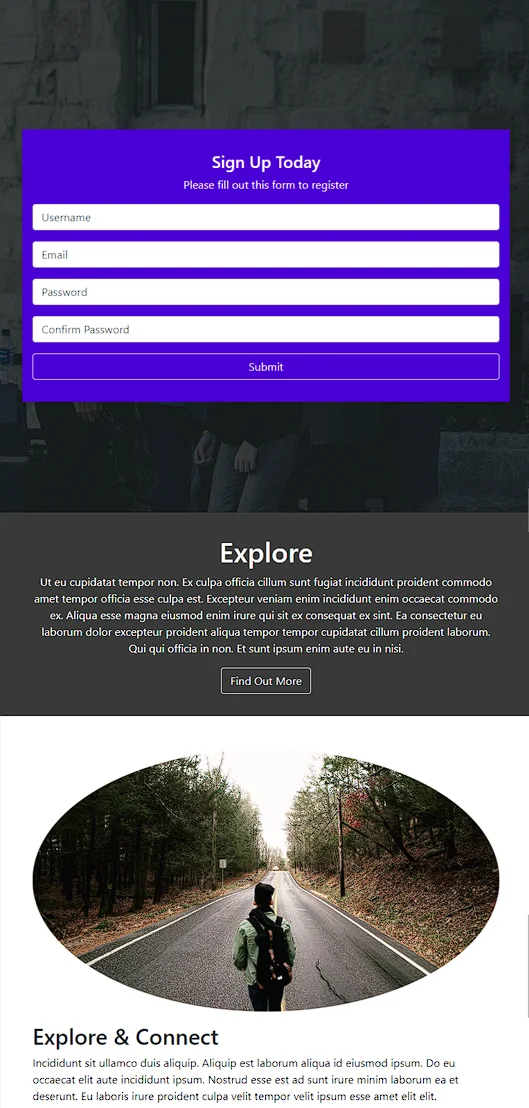 Sign Up Today
Please fill out this form to register
Username
Email
Password
Confirm Password
Submit
Explore
Ut eu cupidatat tempor non. Ex culpa officia cillum sunt fugiat incididunt proident commodo
amet tempor officia esse culpa est. Excepteur veniam enim incididunt enim occaecat commodo
ex. Aliqua esse magna eiusmod enim irure qui sit ex consequat ex sint. Ea consectetur eu
laborum dolor excepteur proident aliqua tempor tempor cupidatat cillum proident laborum.
Qui qui officia in non. Et sunt ipsum enim aute eu in nisi.
Find Out More
Explore & Connect
Incididunt sit ullamco duis aliquip. Aliquip est laborum aliqua id eiusmod ipsum. Do eu
occaecat elit aute incididunt ipsum. Nostrud esse est ad sunt irure minim laborum ea et
deserunt. Eu laboris irure proident culpa velit tempor velit ipsum esse amet elit elit.